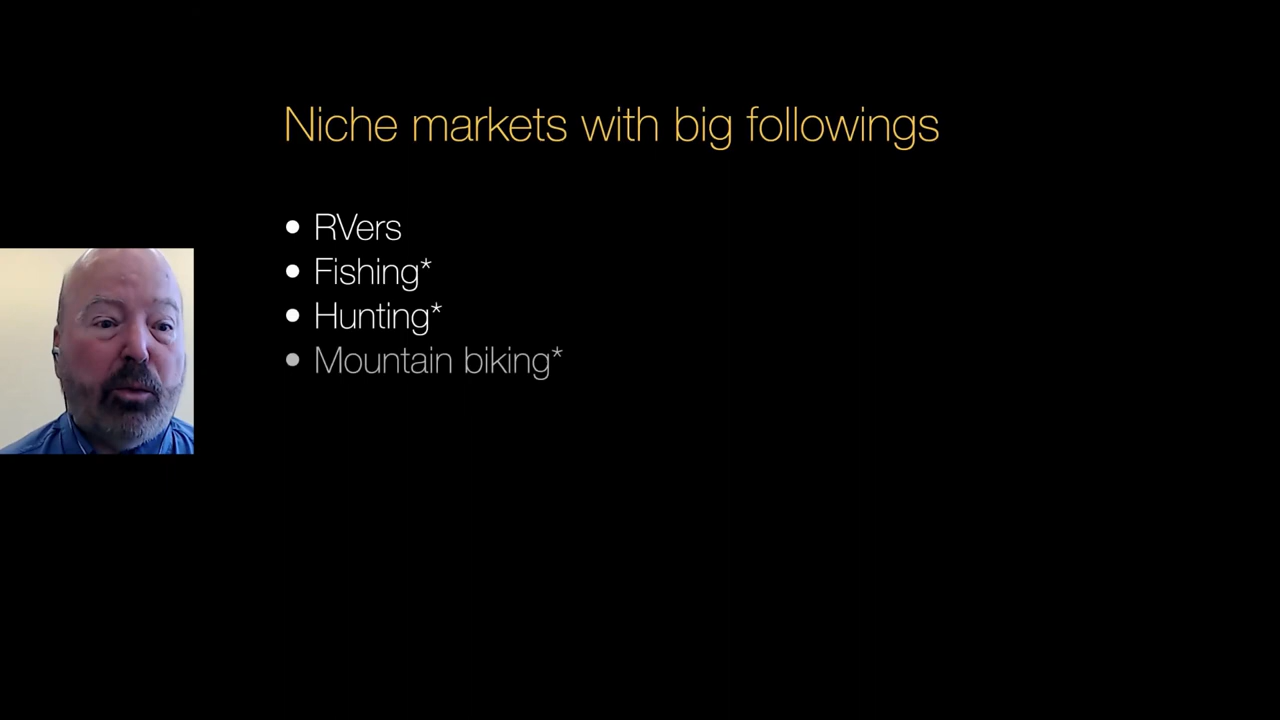 Niche markets with big followings
• RVers
• Fishing*
• Hunting*
• Mountain biking*